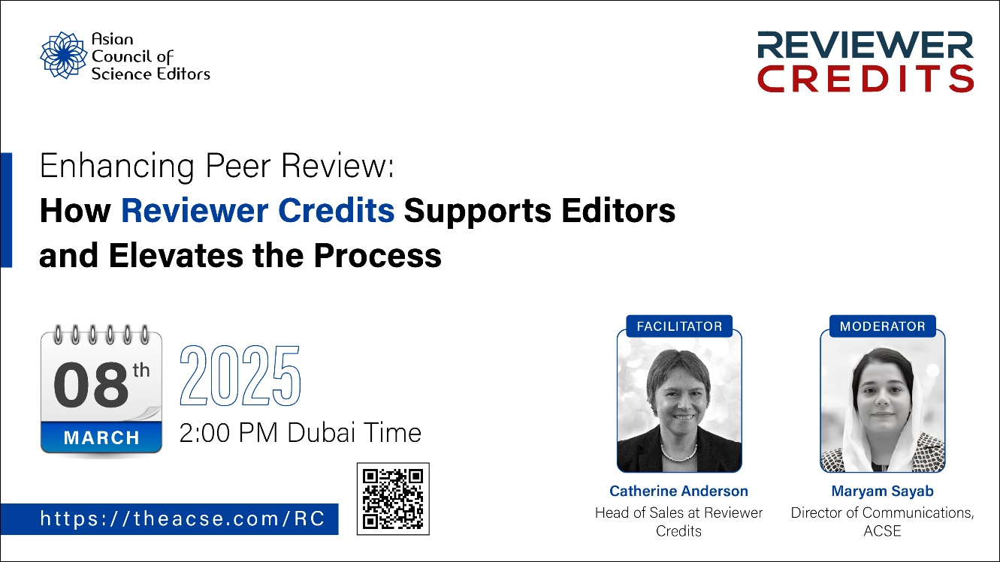 Asian
Council of
Science Editors
REVIEWER
CREDITS
Enhancing Peer Review:
How Reviewer Credits Supports Editors
and Elevates the Process
08th
MARCH
2025
2:00 PM Dubai Time
https://theacse.com/RC
FACILITATOR
Catherine Anderson
Head of Sales at Reviewer
Credits
MODERATOR
Maryam Sayab
Director of Communications,
ACSE